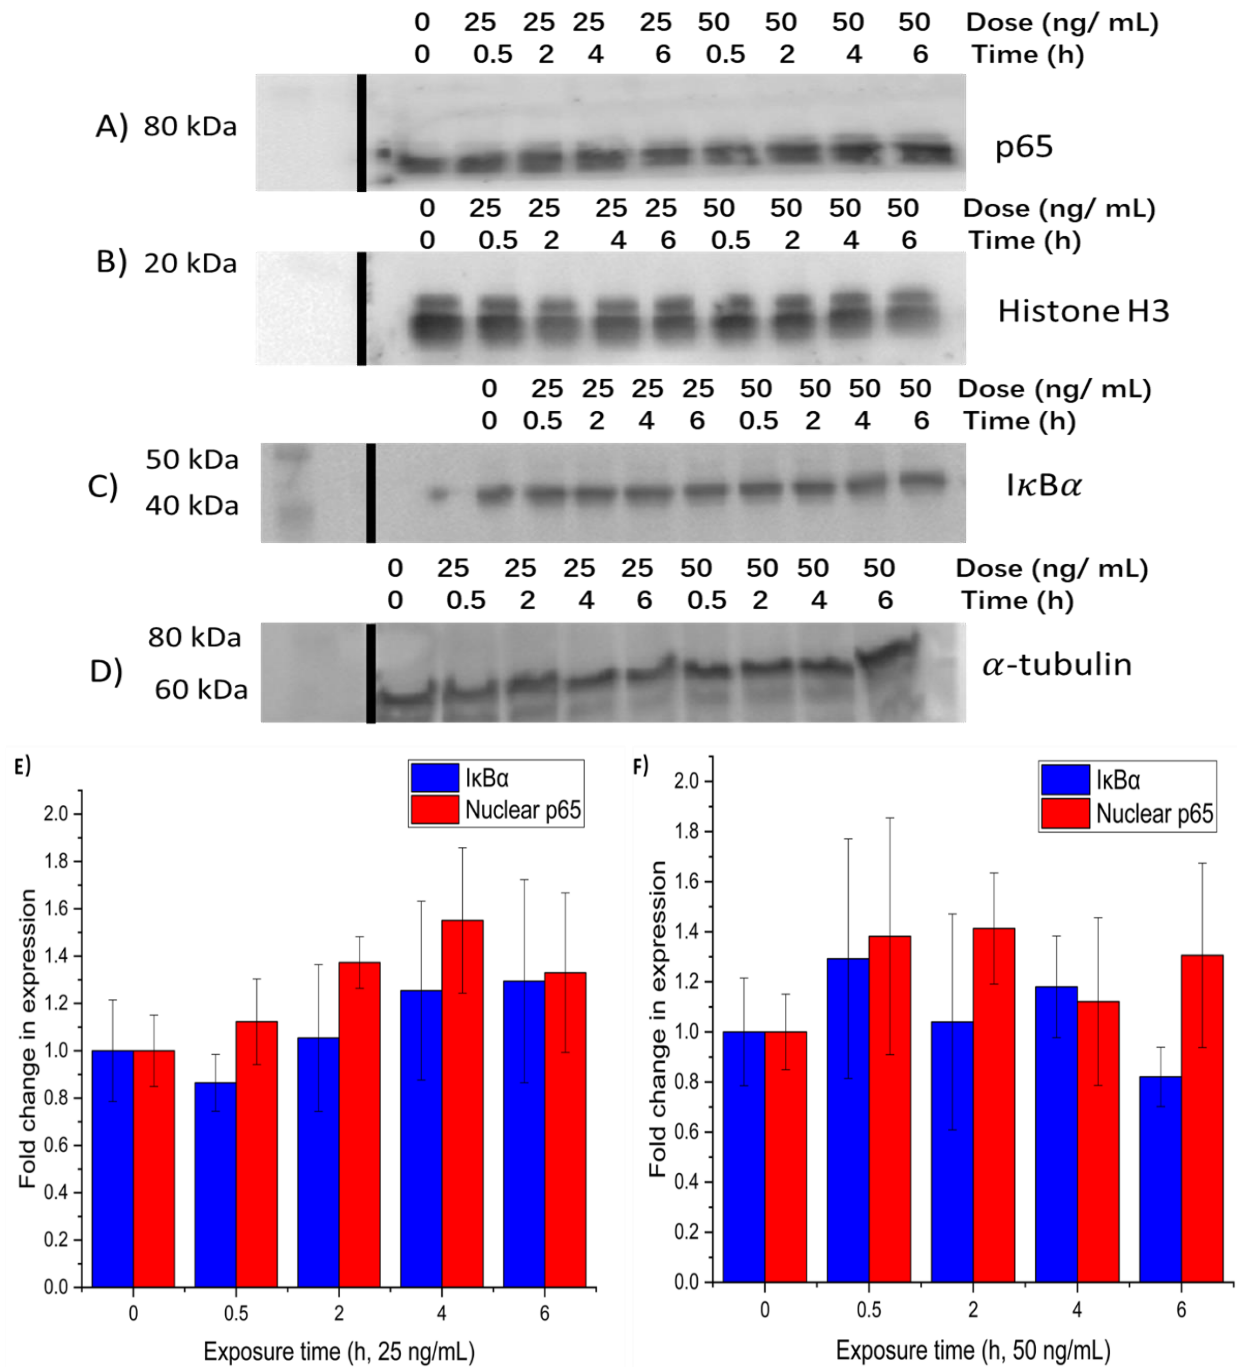 0 25 25 25 25 50 50 50 50 Dose (ng/ mL)
0 0.5 2 4 6 0.5 2 4 6 Time (h)
A) 80 kDa
p65
0 25 25 25 25 50 50 50 50 Dose (ng/ mL)
0 0.5 2 4 6 0.5 2 4 6 Time (h)
B) 20 kDa
Histone H3
0 25 25 25 25 50 50 50 50 Dose (ng/ mL)
0 0.5 2 4 6 0.5 2 4 6 Time (h)
50 kDa
C) IκBα
40 kDa
0 25 25 25 25 50 50 50 50 Dose (ng/ mL)
0 0.5 2 4 6 0.5 2 4 6 Time (h)
80 kDa
D) α-tubulin
60 kDa
E)
IκBα
Nuclear p65
2.0
1.8
1.6
1.4
1.2
1.0
0.8
0.6
0.4
0.2
0.0
Fold change in expression
0 0.5 2 4 6
Exposure time (h, 25 ng/mL)
F)
IκBα
Nuclear p65
2.0
1.8
1.6
1.4
1.2
1.0
0.8
0.6
0.4
0.2
0.0
Fold change in expression
0 0.5 2 4 6
Exposure time (h, 50 ng/mL)